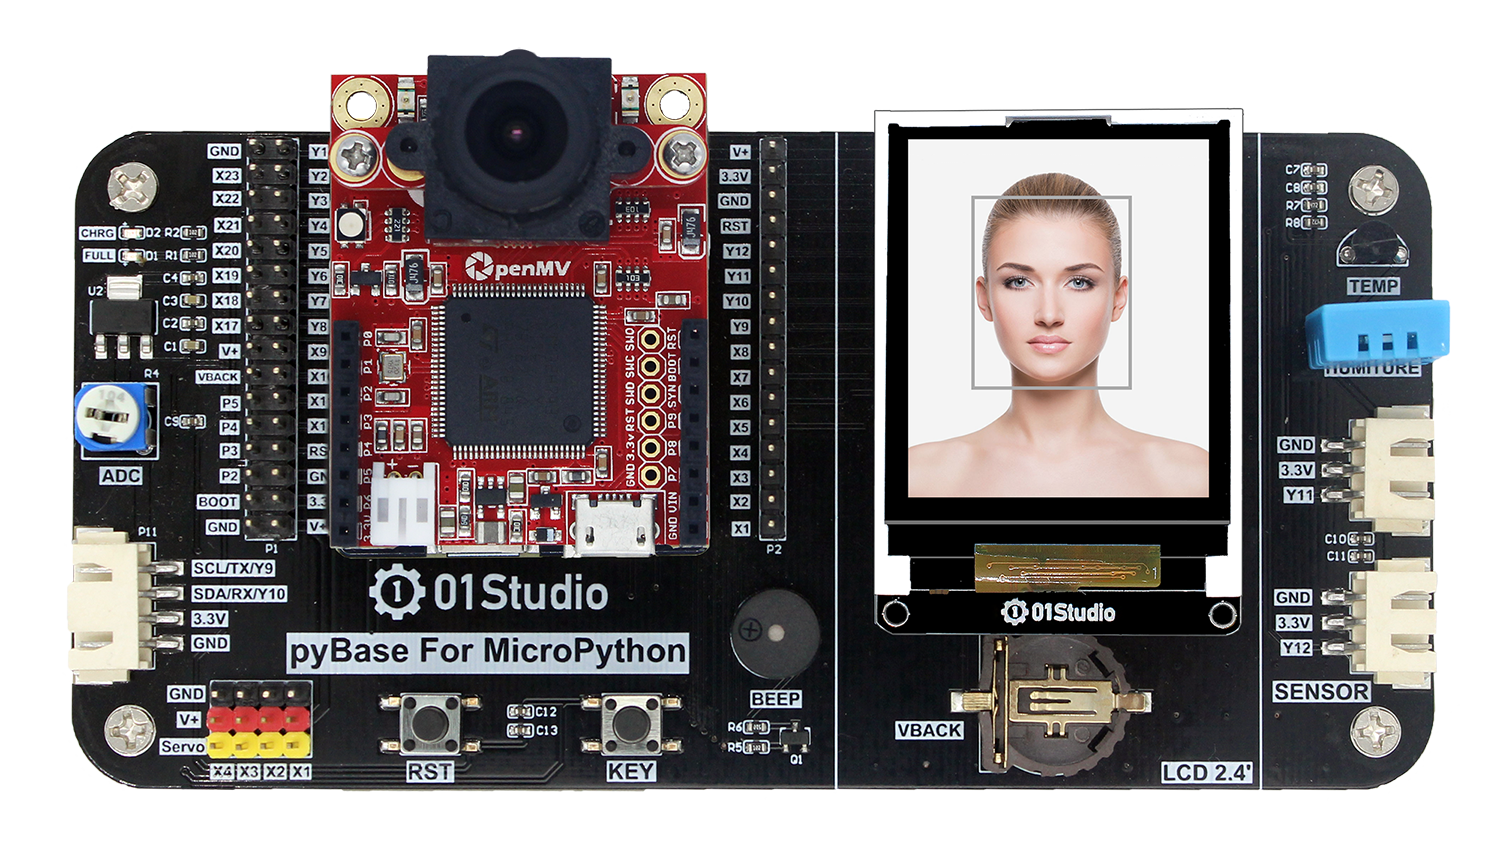 GND
X23
X22
X21
X20
X19
X18
X17
V+
VBACK
P5
P4
P3
P2
BOOT
GND
P1
Y1
Y2
Y3
Y4
Y5
Y6
Y7
Y8
X9
X1
X1
X1
RS
GN
3.3
V+
CHRG
D2
R2
FULL
D1
R1
C4
U2
C3
C2
C1
R4
C5
ADC
P11
SCL/TX/Y9
SDA/RX/Y10
3.3V
GND
GND
V+
Servo
X4 X3 X2 X1
OpenMV
P0
P1
P2
P3
P4
P5
P6
3.3V
+ -
GND 3.3v RST SWD SWC SWO
RST
BOOT
SYN
P9
P8
P7
VIN
GND
V+
3.3V
GND
RST
Y12
Y11
Y10
Y9
X8
X7
X6
X5
X4
X3
X2
X1
P2
01Studio
pyBase For MicroPython
RST
C12
C13
KEY
BEEP
R6
R5
Q1
01Studio
VBACK
LCD 2.4'
C7
C8
R7
R8
TEMP
HUMITURE
GND
3.3V
Y11
C10
C11
GND
3.3V
Y12
SENSOR